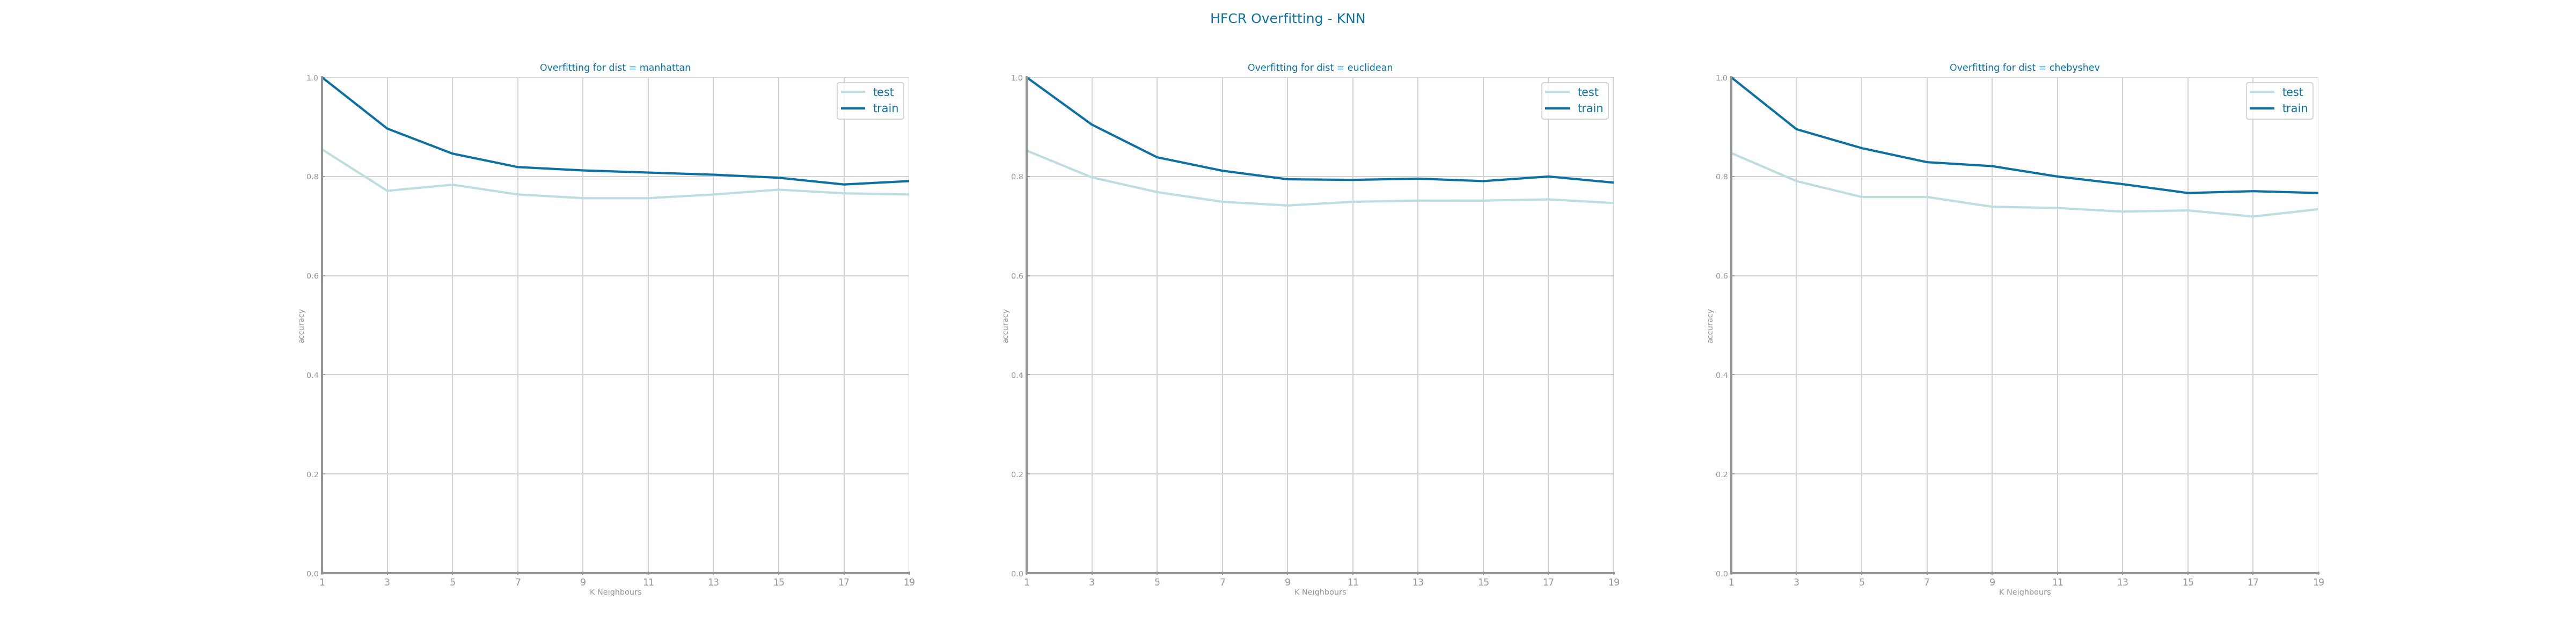 HFCR Overfitting - KNN
Overfitting for dist = manhattan
test
train
accuracy
1.0
0.8
0.6
0.4
0.2
0.0
1 3 5 7 9 11 13 15 17 19
K Neighbours
Overfitting for dist = euclidean
test
train
accuracy
1.0
0.8
0.6
0.4
0.2
0.0
1 3 5 7 9 11 13 15 17 19
K Neighbours
Overfitting for dist = chebyshev
test
train
accuracy
1.0
0.8
0.6
0.4
0.2
0.0
1 3 5 7 9 11 13 15 17 19
K Neighbours